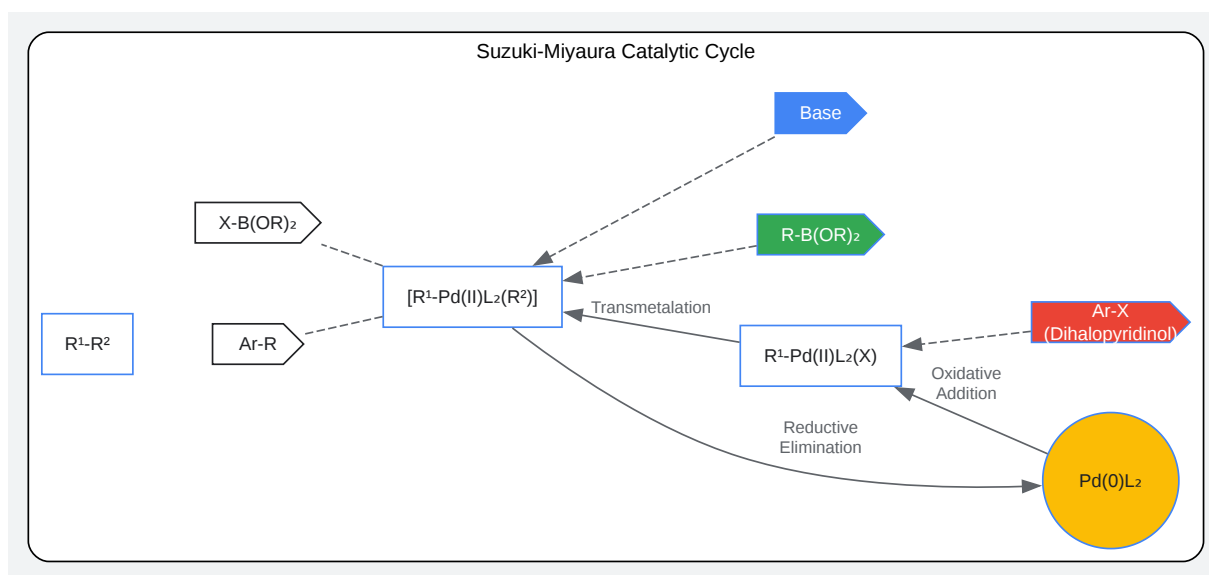 Suzuki-Miyaura Catalytic Cycle
Base
X-B(OR)₂
R-B(OR)₂
[R¹-Pd(II)L₂(R²)]
Transmetalation
Ar-X
(Dihalopyridinol)
R¹-R²
Ar-R
R¹-Pd(II)L₂(X)
Oxidative
Addition
Reductive
Elimination
Pd(0)L₂